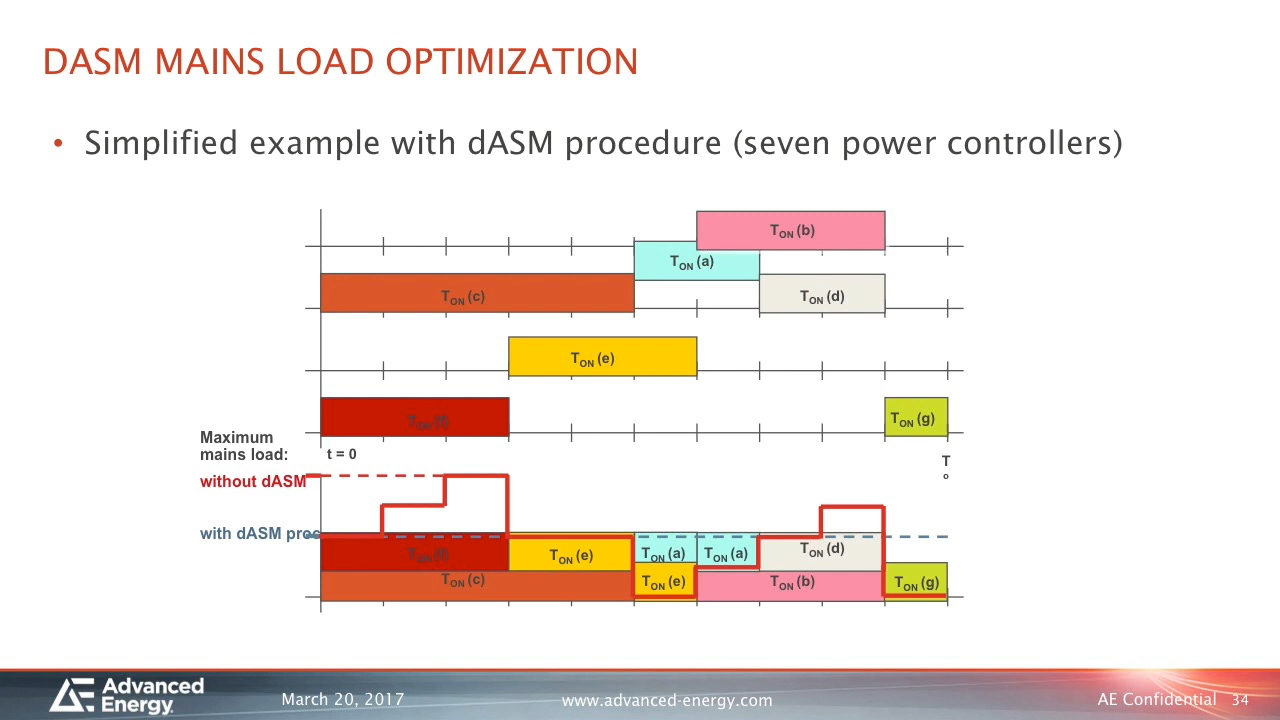 DASM MAINS LOAD OPTIMIZATION
• Simplified example with dASM procedure (seven power controllers)
TON (b)
TON (a)
TON (c)
TON (d)
TON (e)
TON (f)
TON (g)
Maximum
mains load:
t = 0
T
o
without dASM
with dASM proc
TON (f)
TON (e)
TON (a)
TON (a)
TON (d)
TON (c)
TON (e)
TON (b)
TON (g)
Advanced
Energy
March 20, 2017
www.advanced-energy.com
AE Confidential 34